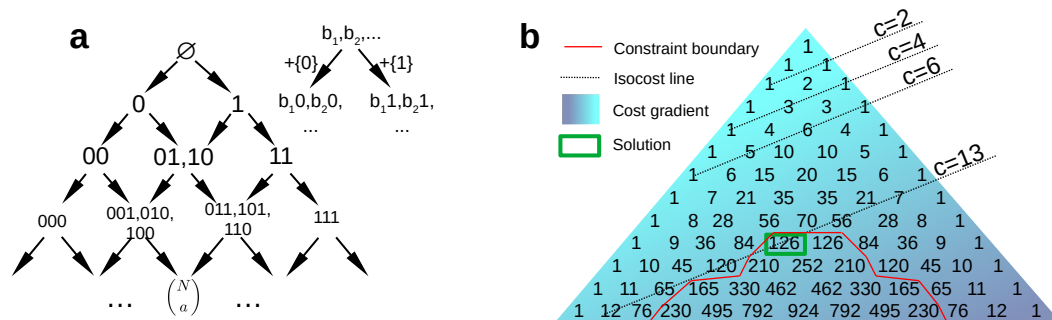 a
∅
b₁,b₂,...
+{0} +{1}
b₁0,b₂0, b₁1,b₂1,
... ...
0 1
00 01,10 11
000 001,010, 011,101, 111
100 110
... (N a) ...
b
Constraint boundary
Isocost line
Cost gradient
Solution
c=2
c=4
c=6
c=13
1
1 1
1 2 1
1 3 3 1
1 4 6 4 1
1 5 10 10 5 1
1 6 15 20 15 6 1
1 7 21 35 35 21 7 1
1 8 28 56 70 56 28 8 1
1 9 36 84 126 126 84 36 9 1
1 10 45 120 210 252 210 120 45 10 1
1 11 65 165 330 462 462 330 165 65 11 1
1 12 76 230 495 792 924 792 495 230 76 12 1